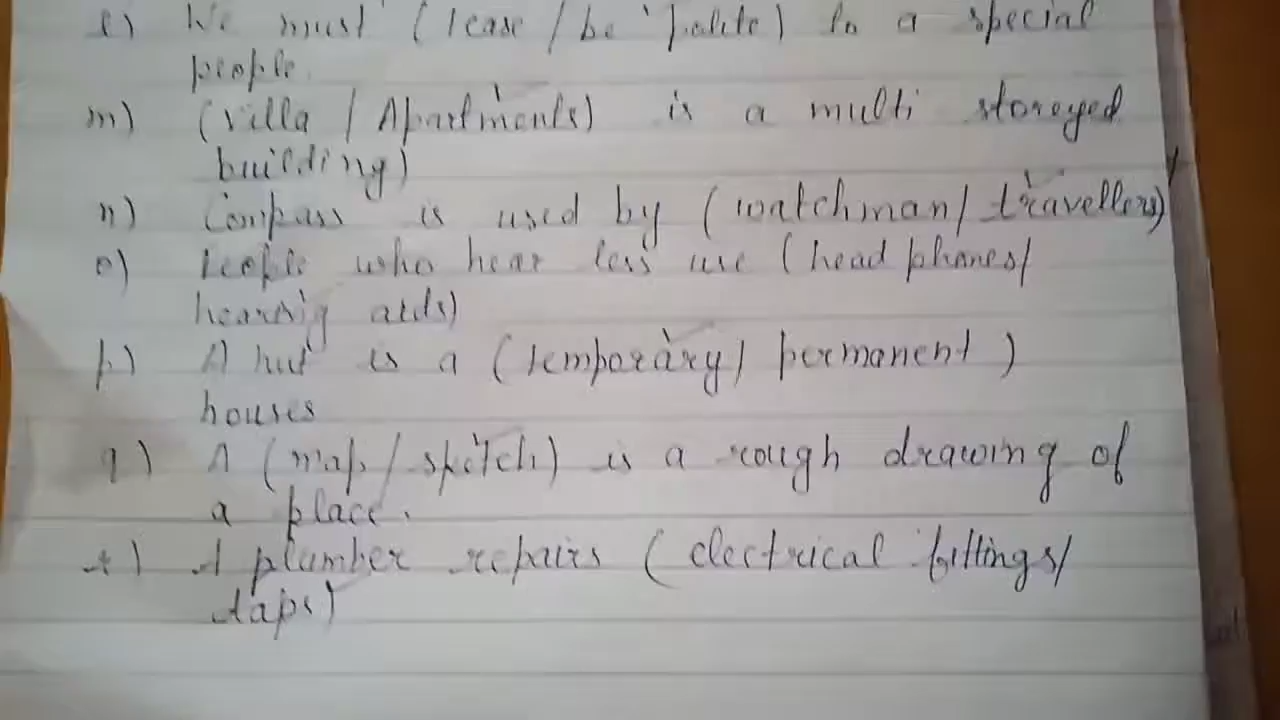 l) We must (tease / be polite) to a special
people.
m) (Villa / Apartments) is a multi storeyed
building)
n) Compass is used by (watchman/ travellers)
o) People who hear less use (head phones/
hearing aids)
p) A hut is a (temporary/ permanent)
houses
q) A (map/ sketch) is a rough drawing of
a place.
r) A plumber repairs (electrical fittings/
taps)